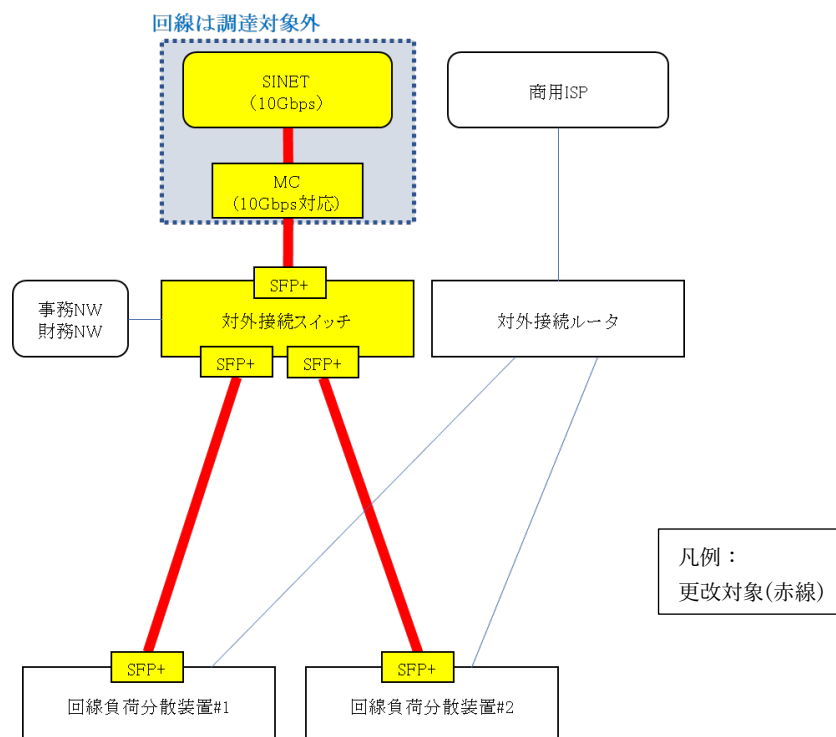 回線は調達対象外
SINET
(10Gbps)
商用ISP
MC
(10Gbps対応)
SFP+
事務NW
財務NW
対外接続スイッチ
対外接続ルータ
SFP+
SFP+
凡例：
更改対象(赤線)
SFP+
SFP+
回線負荷分散装置#1
回線負荷分散装置#2